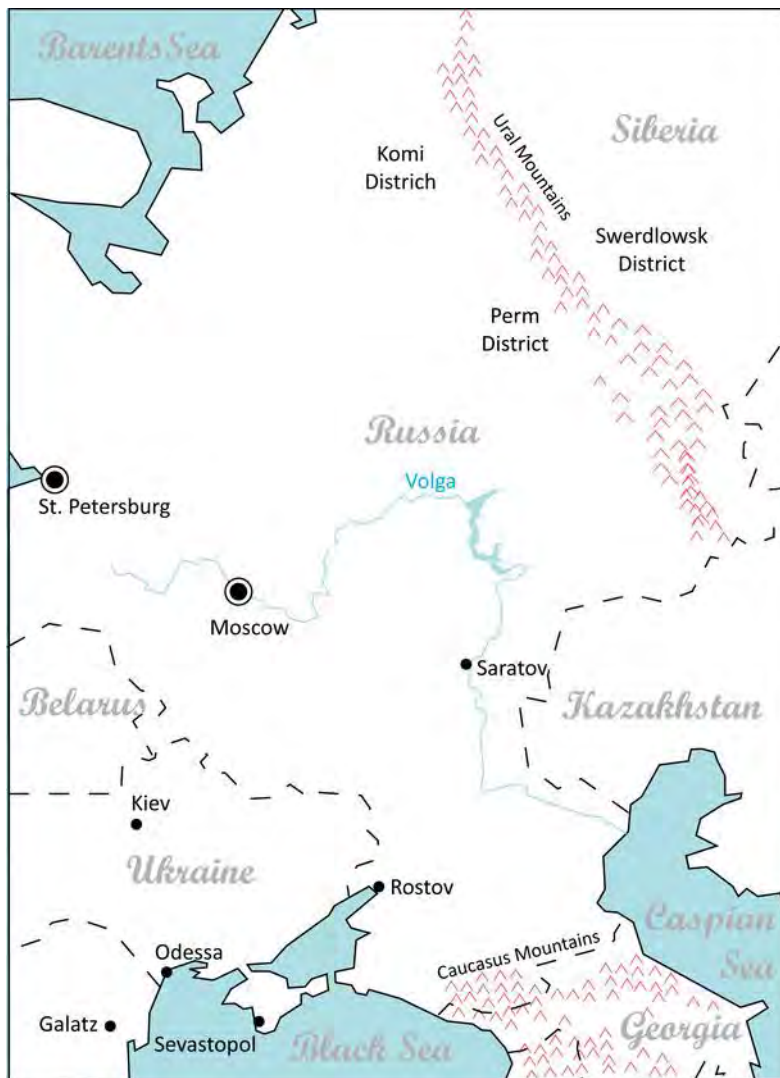 Barents Sea
Siberia
Ural Mountains
Komi
Districh
Swerdlowsk
District
Perm
District
Russia
Volga
St. Petersburg
Moscow
Saratov
Belarus
Kazakhstan
Kiev
Ukraine
Rostov
Caspian
Sea
Caucasus Mountains
Odessa
Galatz
Sevastopol
Black Sea
Georgia